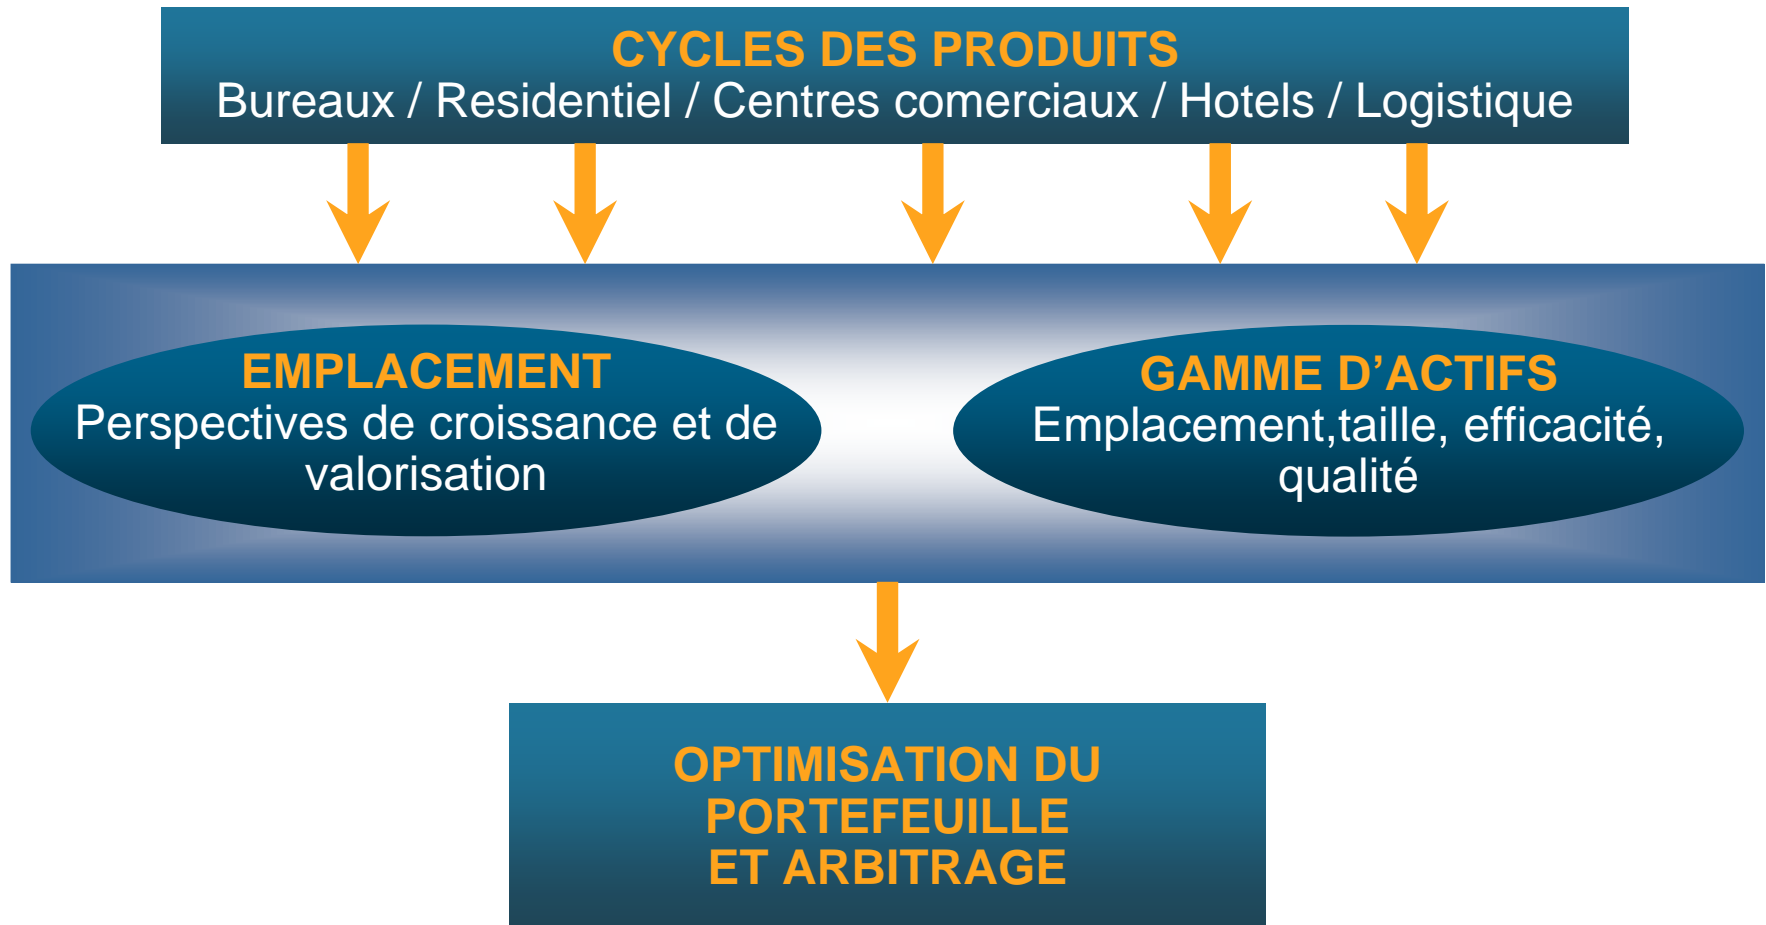 CYCLES DES PRODUITS
Bureaux / Residentiel / Centres comerciaux / Hotels / Logistique
EMPLACEMENT
Perspectives de croissance et de
valorisation
GAMME D’ACTIFS
Emplacement,taille, efficacité,
qualité
OPTIMISATION DU
PORTEFEUILLE
ET ARBITRAGE